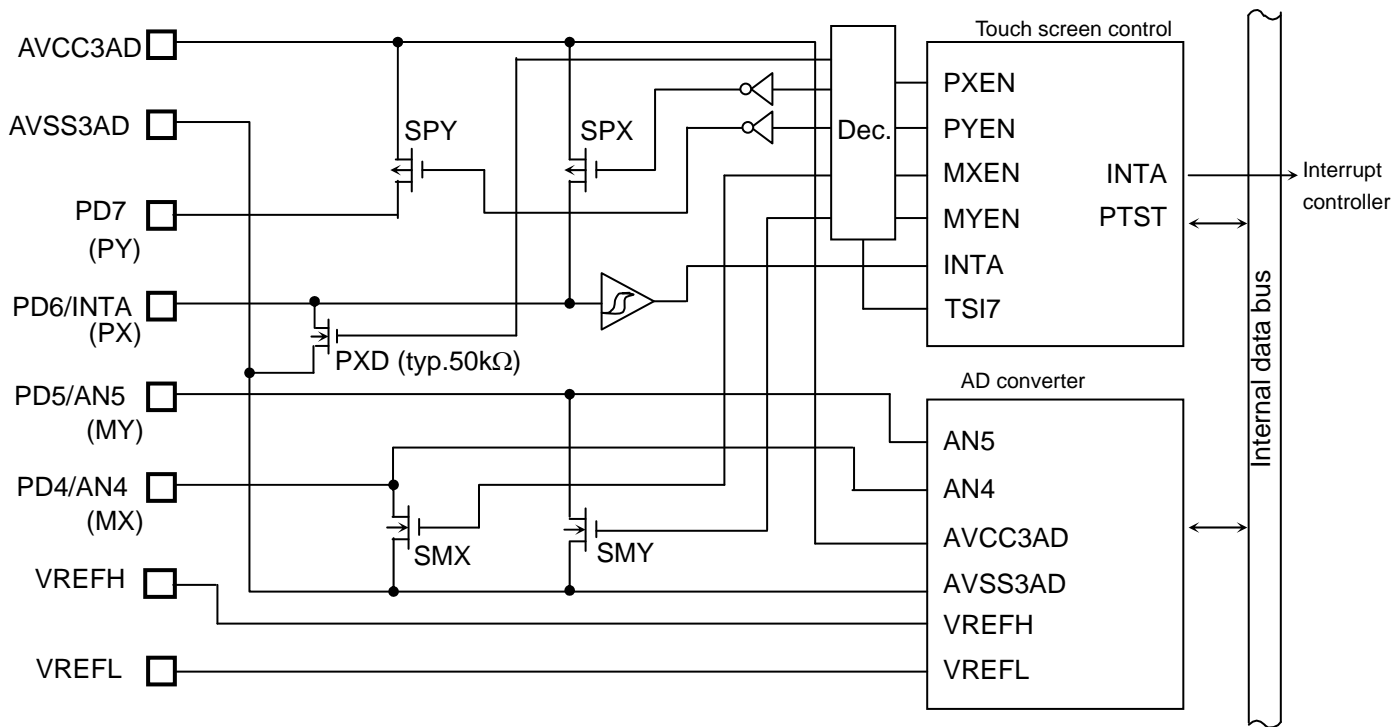 Touch screen control
AVCC3AD
AVSS3AD
SPY
SPX
Dec.
PXEN
PYEN
MXEN
MYEN
INTA
TSI7
INTA
PTST
Interrupt
controller
PD7
(PY)
PD6/INTA
(PX)
PXD (typ.50kΩ)
PD5/AN5
(MY)
PD4/AN4
(MX)
SMX
SMY
VREFH
VREFL
AD converter
AN5
AN4
AVCC3AD
AVSS3AD
VREFH
VREFL
Internal data bus